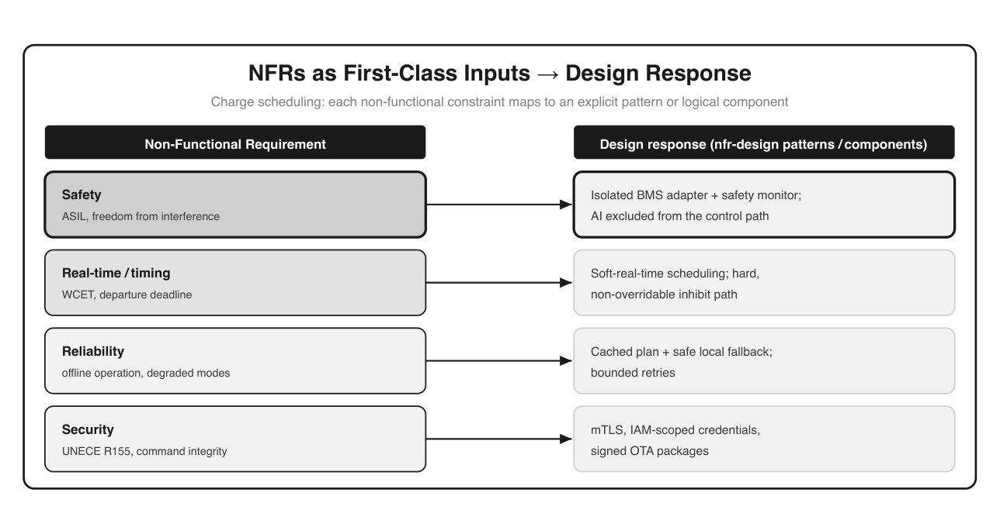 NFRs as First-Class Inputs → Design Response
Charge scheduling: each non-functional constraint maps to an explicit pattern or logical component
Non-Functional Requirement
Design response (nfr-design patterns / components)
Safety
ASIL, freedom from interference
Isolated BMS adapter + safety monitor;
AI excluded from the control path
Real-time / timing
WCET, departure deadline
Soft-real-time scheduling; hard,
non-overridable inhibit path
Reliability
offline operation, degraded modes
Cached plan + safe local fallback;
bounded retries
Security
UNECE R155, command integrity
mTLS, IAM-scoped credentials,
signed OTA packages